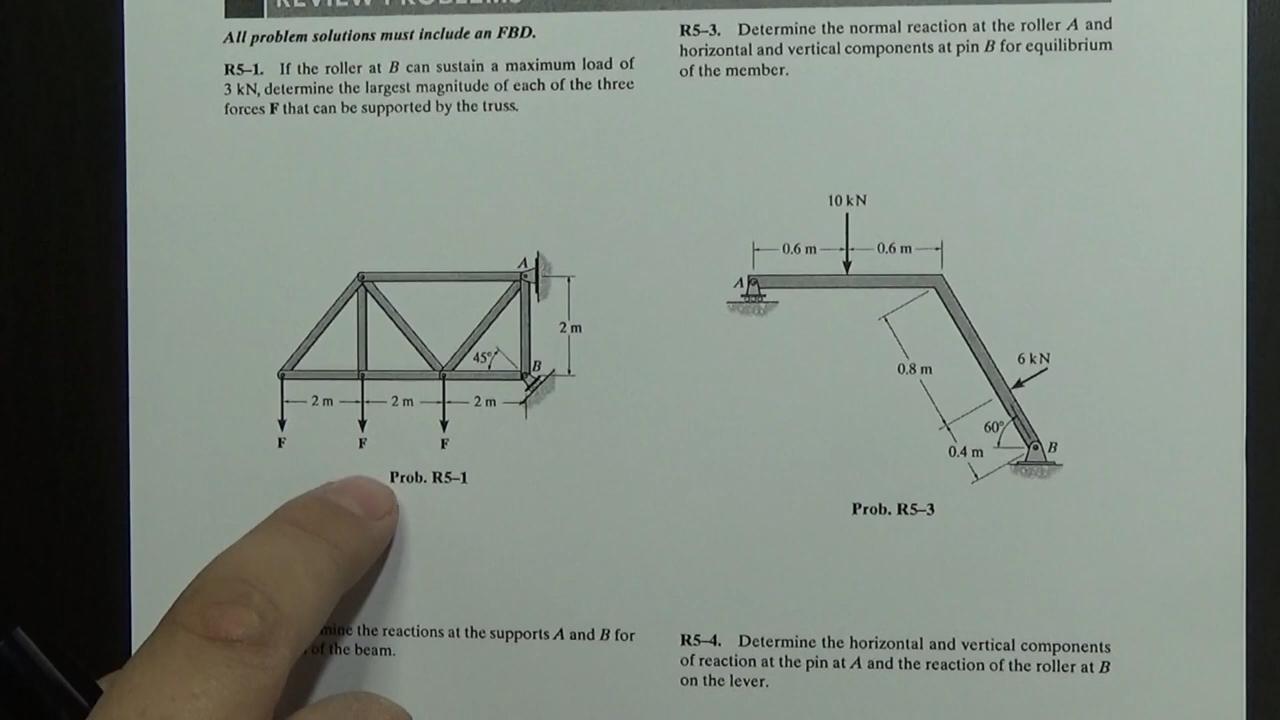 REVIEW PROBLEMS
All problem solutions must include an FBD.
R5–1. If the roller at B can sustain a maximum load of
3 kN, determine the largest magnitude of each of the three
forces F that can be supported by the truss.
A
2 m
45°
B
2 m
2 m
2 m
F
F
F
Prob. R5–1
the reactions at the supports A and B for
of the beam.
R5–3. Determine the normal reaction at the roller A and
horizontal and vertical components at pin B for equilibrium
of the member.
10 kN
0.6 m
0.6 m
A
6 kN
0.8 m
60°
0.4 m
B
Prob. R5–3
R5–4. Determine the horizontal and vertical components
of reaction at the pin at A and the reaction of the roller at B
on the lever.